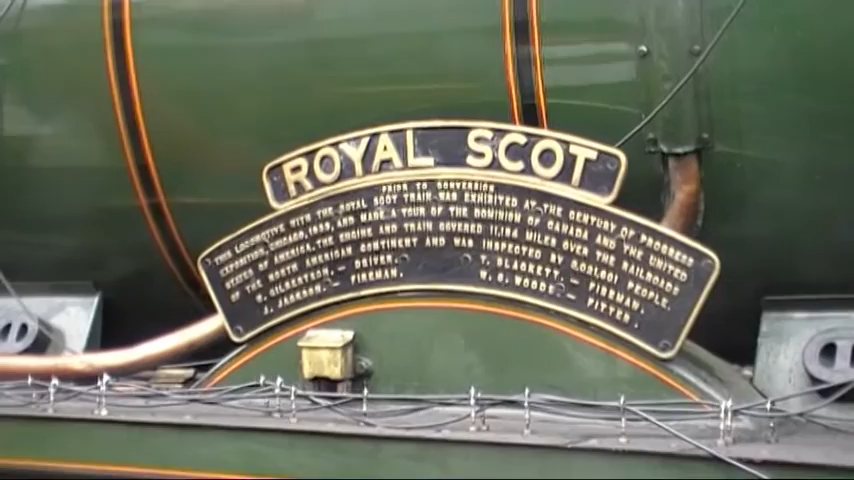 ROYAL SCOT
PRIOR TO CONVERSION
THIS LOCOMOTIVE WITH THE ROYAL SCOT TRAIN WAS EXHIBITED AT THE CENTURY OF PROGRESS
EXPOSITION, CHICAGO, 1933, AND MADE A TOUR OF THE DOMINION OF CANADA AND THE UNITED
STATES OF AMERICA. THE ENGINE AND TRAIN COVERED 11,194 MILES OVER THE RAILROADS
OF THE NORTH AMERICAN CONTINENT AND WAS INSPECTED BY 3,021,601 PEOPLE.
W. GILBERTSON - DRIVER. T. BLACKETT. - FIREMAN.
J. JACKSON. - FIREMAN. W. C. WOODS. - FITTER.